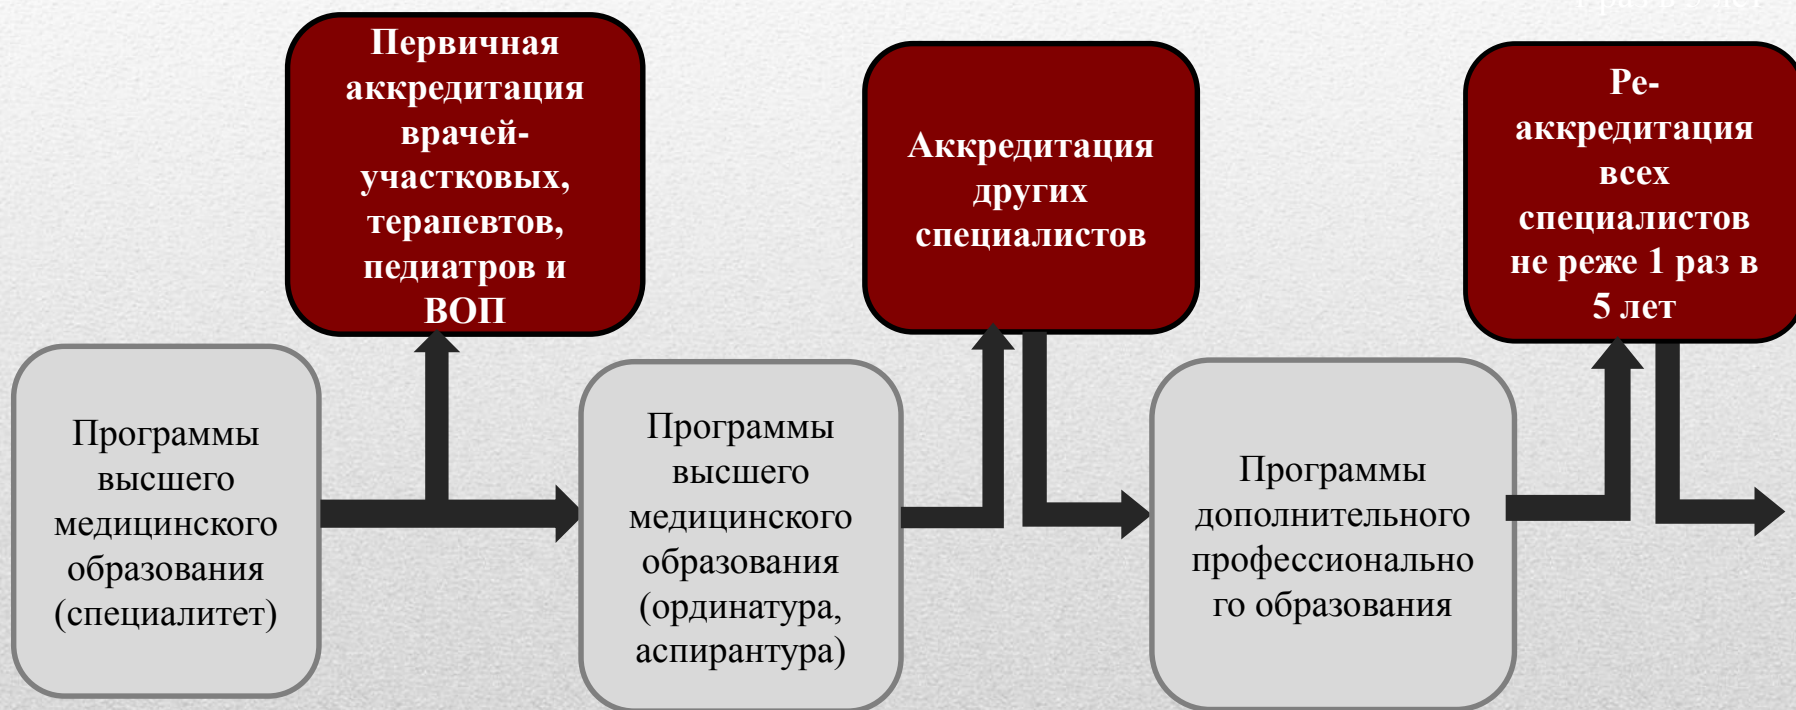 Первичная
аккредитация
врачей-
участковых,
терапевтов,
педиатров и
ВОП
Аккредитация
других
специалистов
Ре-
аккредитация
всех
специалистов
не реже 1 раз в
5 лет
Программы
высшего
медицинского
образования
(специалитет)
Программы
высшего
медицинского
образования
(ординатура,
аспирантура)
Программы
дополнительного
профессионально
го образования